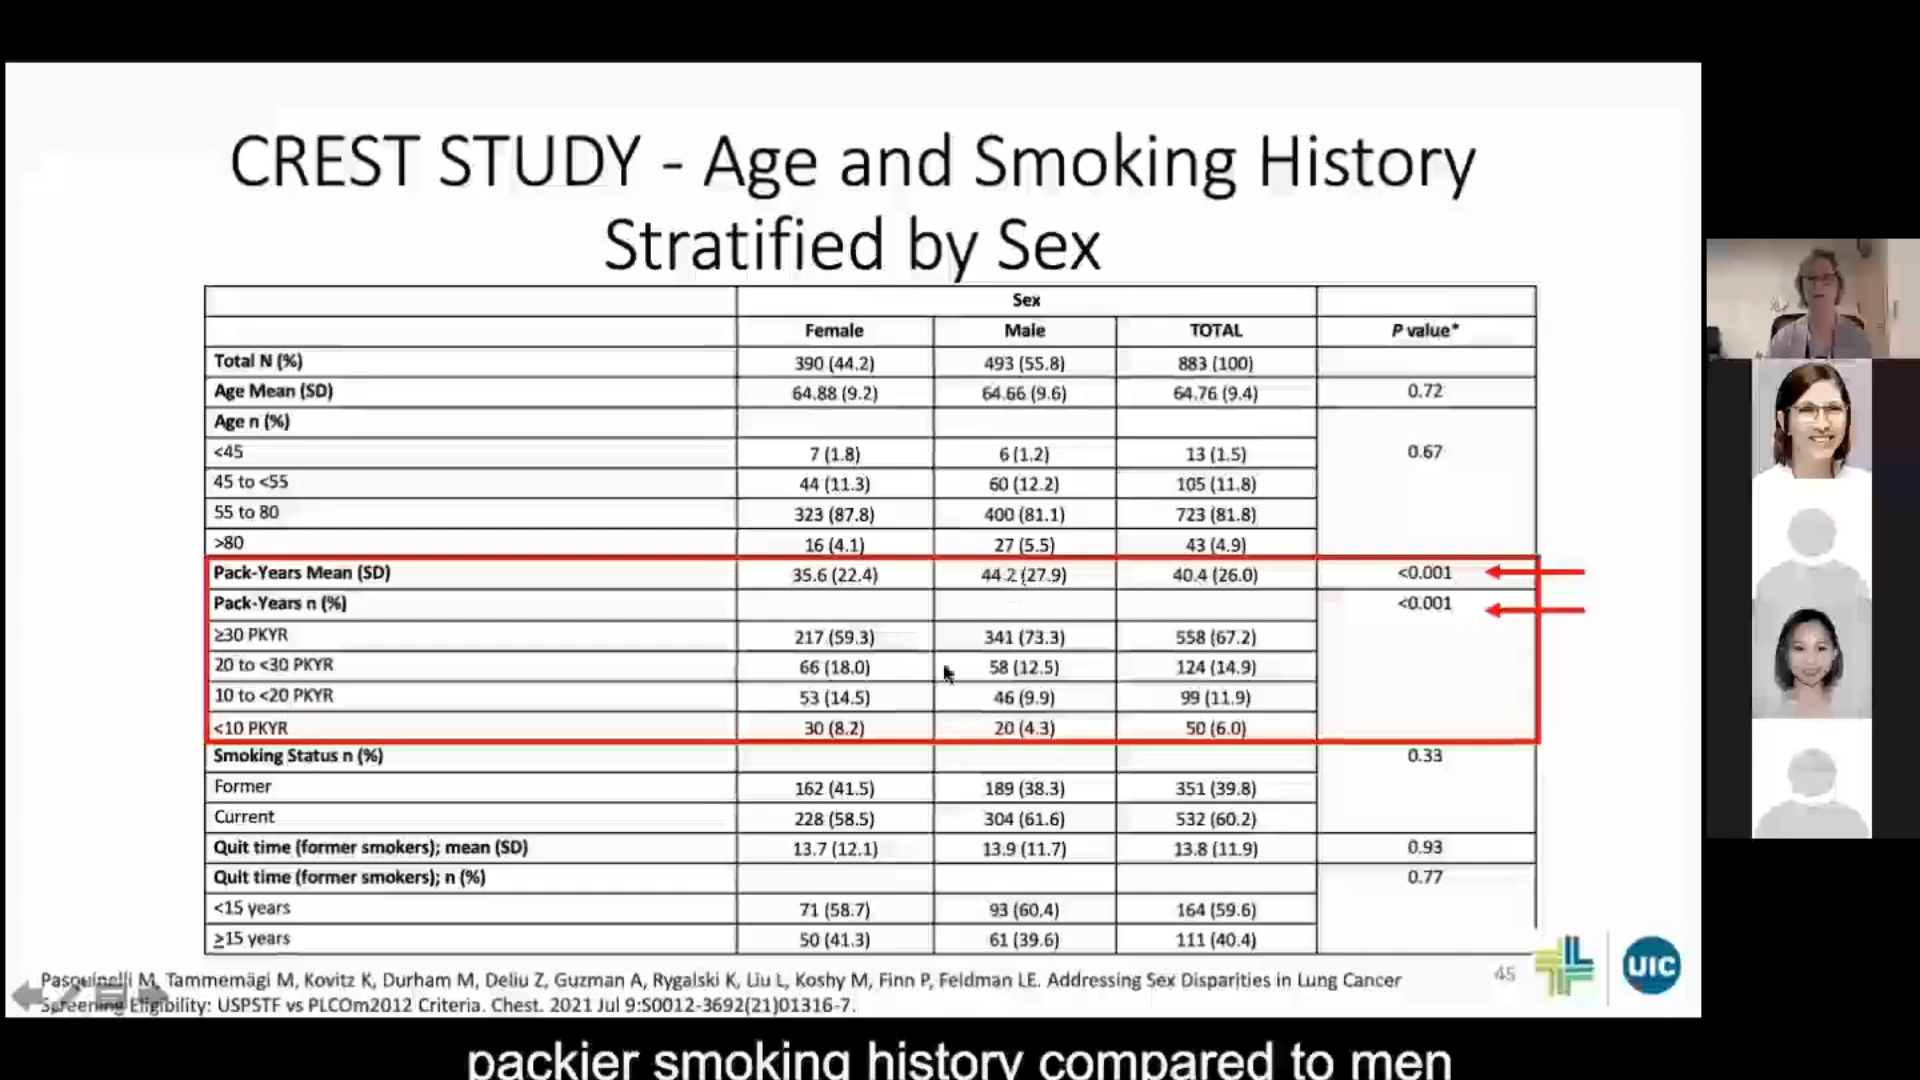 CREST STUDY - Age and Smoking History
Stratified by Sex
Sex
Female Male TOTAL P value*
Total N (%) 390 (44.2) 493 (55.8) 883 (100)
Age Mean (SD) 64.88 (9.2) 64.66 (9.6) 64.76 (9.4) 0.72
Age n (%)
<45 7 (1.8) 6 (1.2) 13 (1.5) 0.67
45 to <55 44 (11.3) 60 (12.2) 105 (11.8)
55 to 80 323 (87.8) 400 (81.1) 723 (81.8)
>80 16 (4.1) 27 (5.5) 43 (4.9)
Pack-Years Mean (SD) 35.6 (22.4) 44.2 (27.9) 40.4 (26.0) <0.001
Pack-Years n (%) <0.001
≥30 PKYR 217 (59.3) 341 (73.3) 558 (67.2)
20 to <30 PKYR 66 (18.0) 58 (12.5) 124 (14.9)
10 to <20 PKYR 53 (14.5) 46 (9.9) 99 (11.9)
<10 PKYR 30 (8.2) 20 (4.3) 50 (6.0)
Smoking Status n (%) 0.33
Former 162 (41.5) 189 (38.3) 351 (39.8)
Current 228 (58.5) 304 (61.6) 532 (60.2)
Quit time (former smokers); mean (SD) 13.7 (12.1) 13.9 (11.7) 13.8 (11.9) 0.93
Quit time (former smokers); n (%) 0.77
<15 years 71 (58.7) 93 (60.4) 164 (59.6)
≥15 years 50 (41.3) 61 (39.6) 111 (40.4)
Pasquinelli M, Tammemägi M, Kovitz K, Durham M, Deliu Z, Guzman A, Rygalski K, Liu L, Koshy M, Finn P, Feldman LE. Addressing Sex Disparities in Lung Cancer
Screening Eligibility: USPSTF vs PLCOm2012 Criteria. Chest. 2021 Jul 9:S0012-3692(21)01316-7.
45
UIC
packier smoking history compared to men